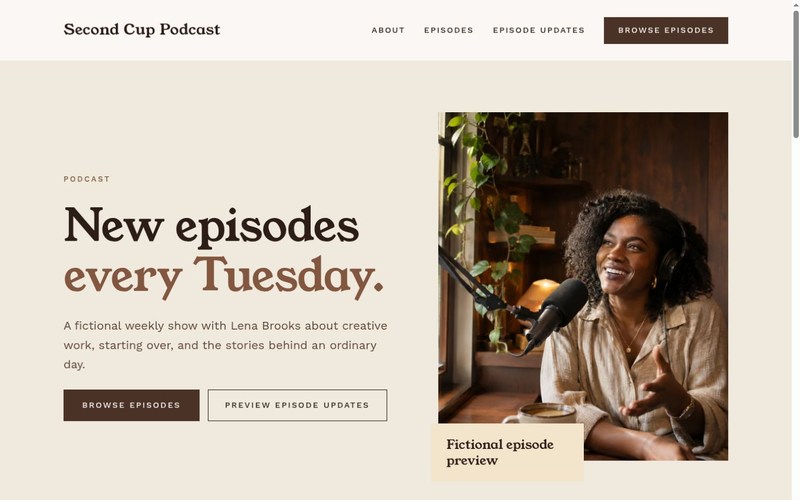 Second Cup Podcast
ABOUT
EPISODES
EPISODE UPDATES
BROWSE EPISODES
PODCAST
New episodes
every Tuesday.
A fictional weekly show with Lena Brooks about creative
work, starting over, and the stories behind an ordinary
day.
BROWSE EPISODES
PREVIEW EPISODE UPDATES
Fictional episode
preview